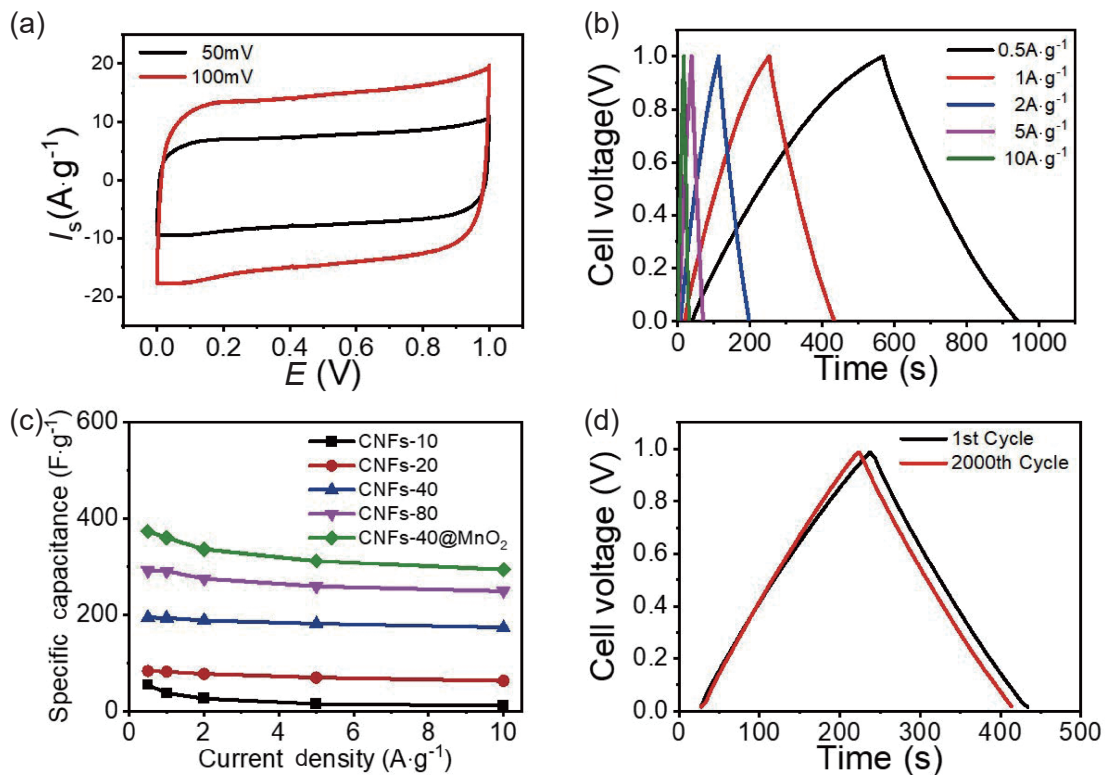 (a)
50mV
100mV
20
10
0
-10
-20
Is(A·g⁻¹)
0.0 0.2 0.4 0.6 0.8 1.0
E (V)
(b)
0.5A·g⁻¹
1A·g⁻¹
2A·g⁻¹
5A·g⁻¹
10A·g⁻¹
1.0
0.8
0.6
0.4
0.2
0.0
Cell voltage(V)
0 200 400 600 800 1000
Time (s)
(c)
CNFs-10
CNFs-20
CNFs-40
CNFs-80
CNFs-40@MnO₂
600
400
200
0
Specific capacitance (F·g⁻¹)
0 2 4 6 8 10
Current density (A·g⁻¹)
(d)
1st Cycle
2000th Cycle
1.0
0.8
0.6
0.4
0.2
0.0
Cell voltage (V)
0 100 200 300 400 500
Time (s)